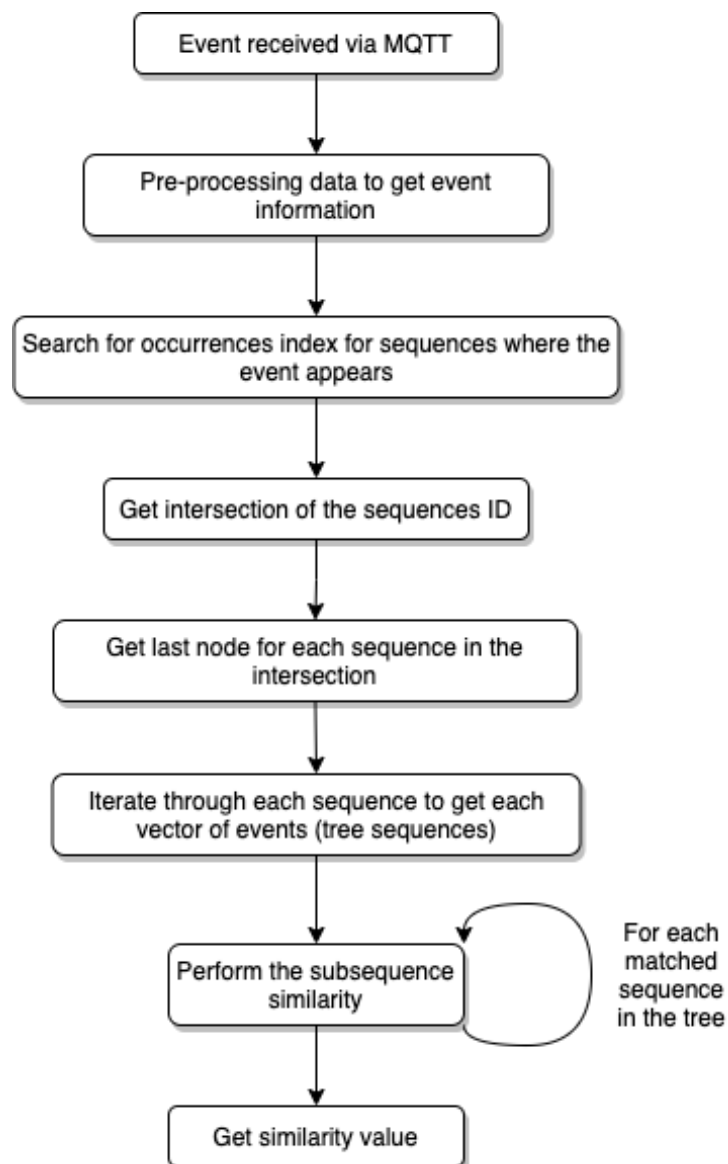 Event received via MQTT
Pre-processing data to get event
information
Search for occurrences index for sequences where the
event appears
Get intersection of the sequences ID
Get last node for each sequence in the
intersection
Iterate through each sequence to get each
vector of events (tree sequences)
Perform the subsequence
similarity
For each
matched
sequence
in the tree
Get similarity value